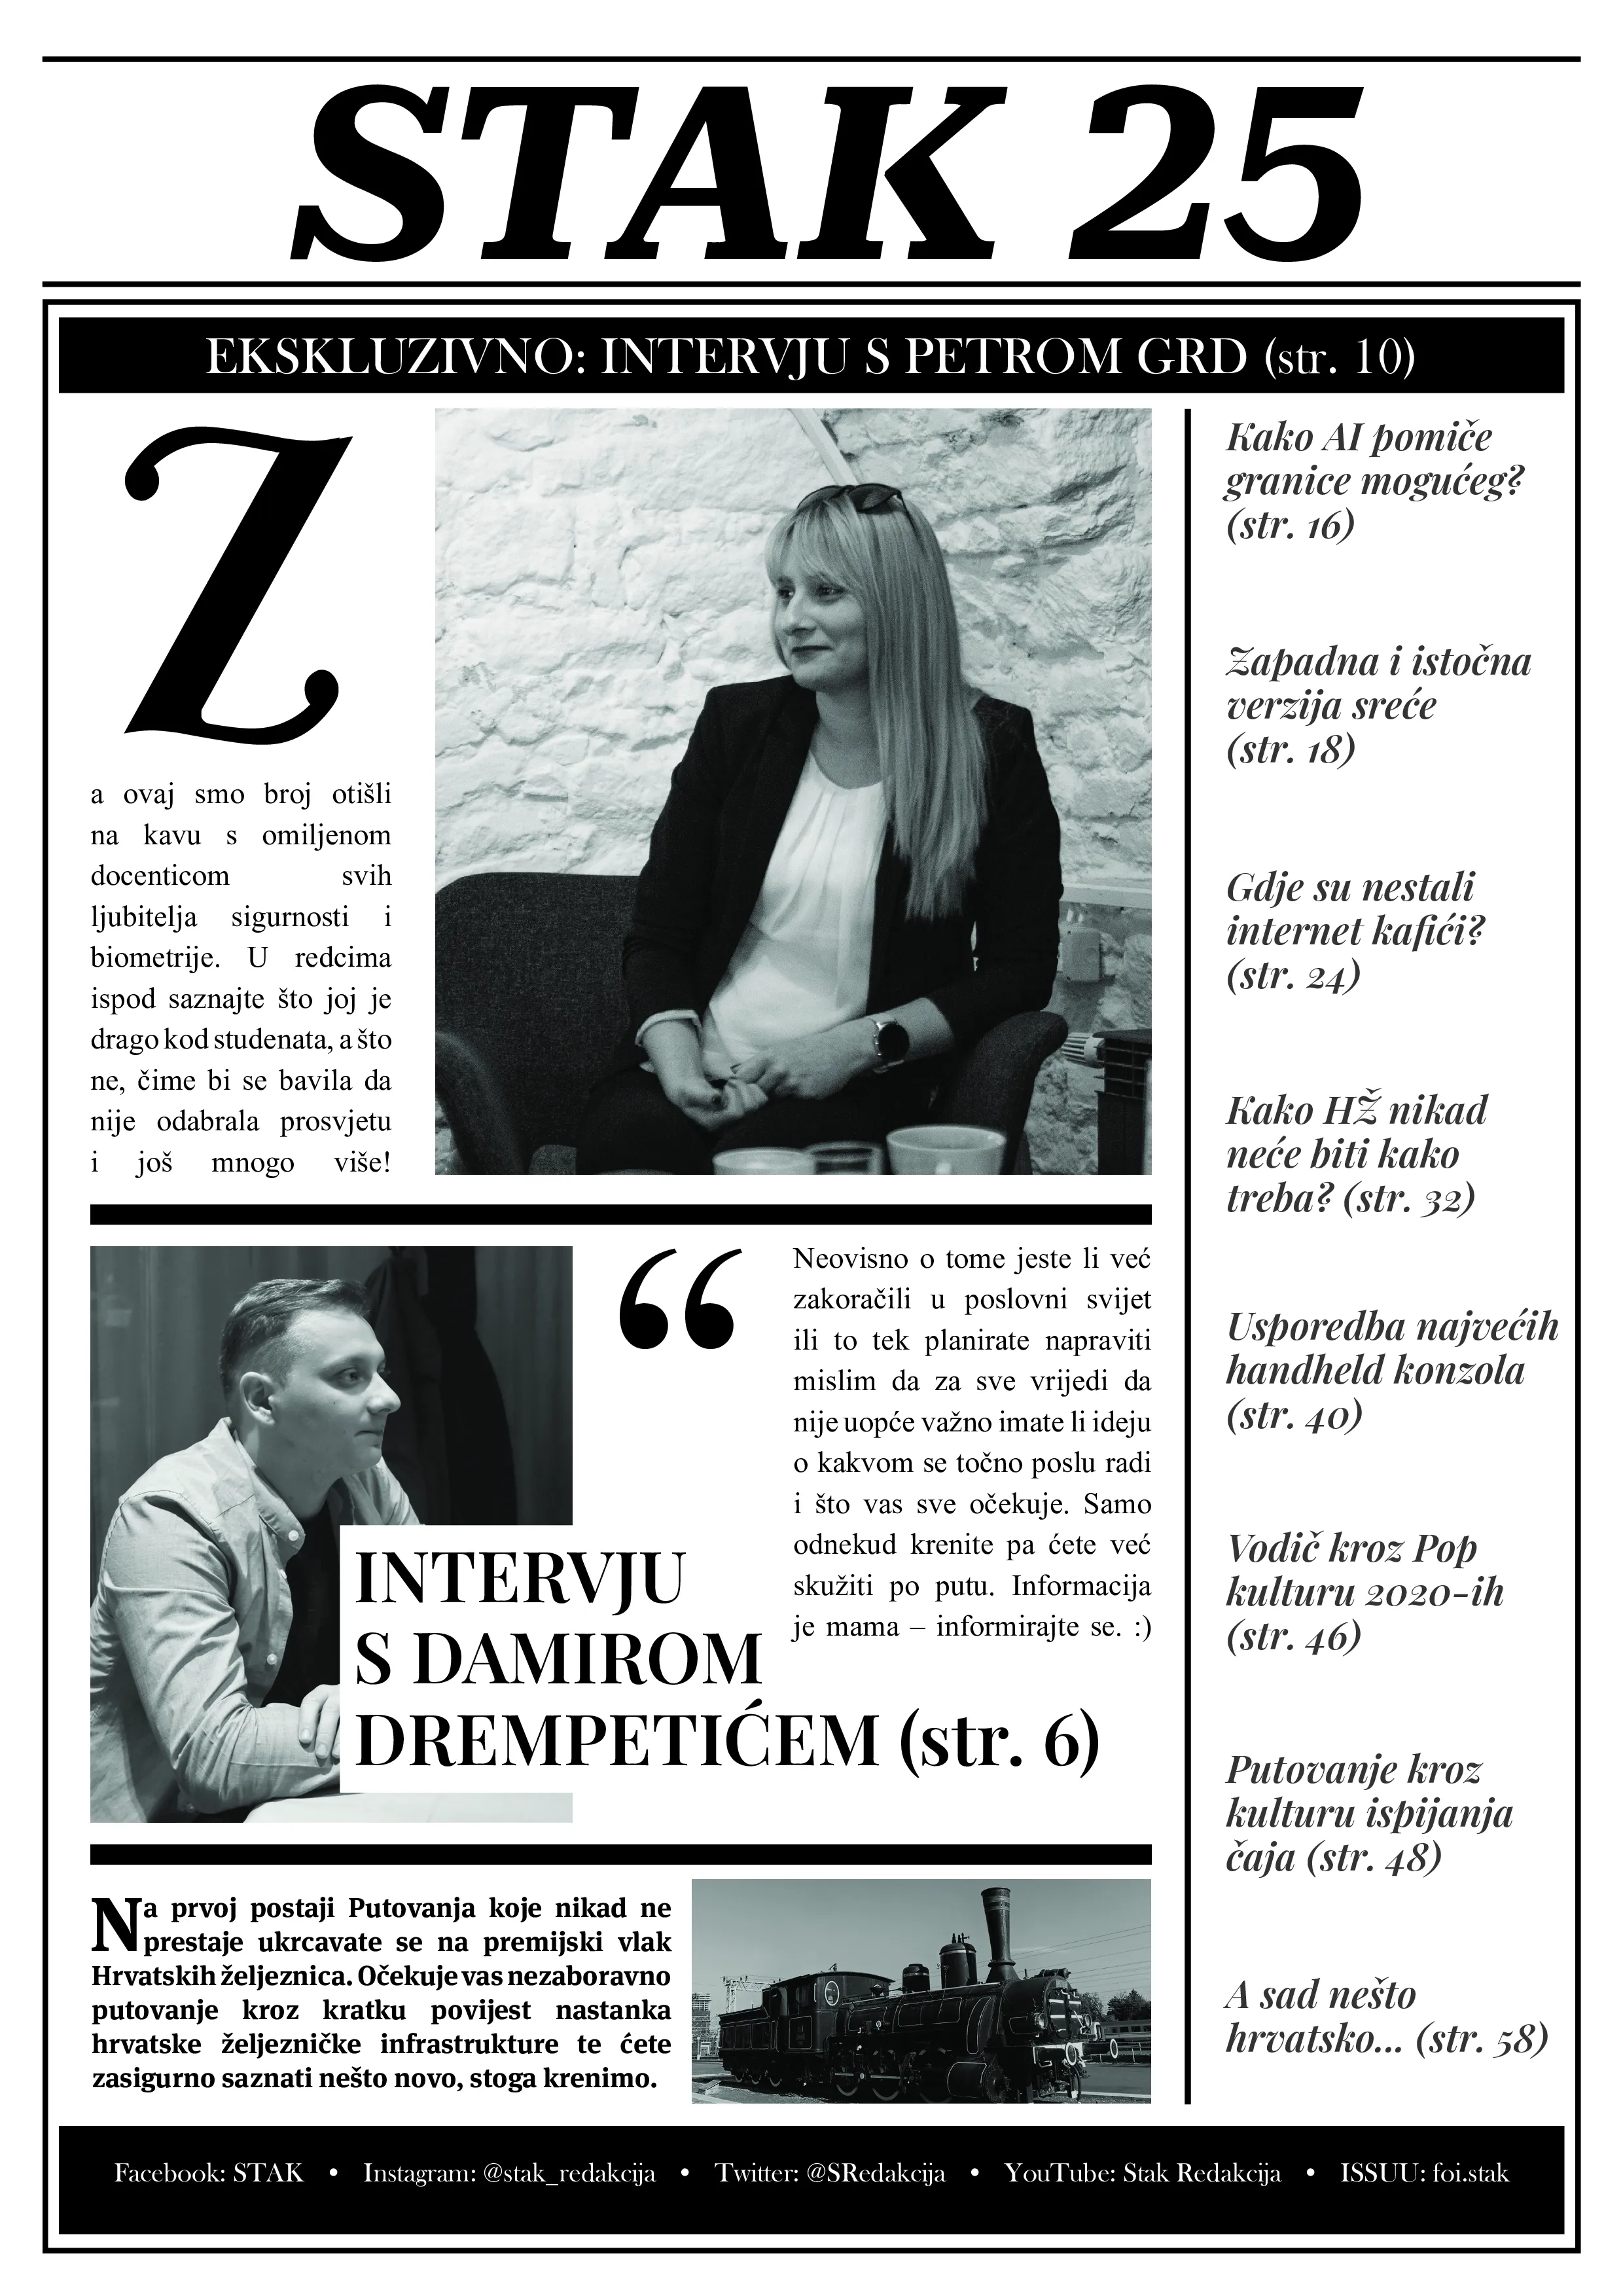 STAK 25
EKSKLUZIVNO: INTERVJU S PETROM GRD (str. 10)
Z
a ovaj smo broj otišli
na kavu s omiljenom
docenticom svih
ljubitelja sigurnosti i
biometrije. U redcima
ispod saznajte što joj je
drago kod studenata, a što
ne, čime bi se bavila da
nije odabrala prosvjetu
i još mnogo više!
“
Neovisno o tome jeste li već
zakoračili u poslovni svijet
ili to tek planirate napraviti
mislim da za sve vrijedi da
nije uopće važno imate li ideju
o kakvom se točno poslu radi
i što vas sve očekuje. Samo
odnekud krenite pa ćete već
skužiti po putu. Informacija
je mama – informirajte se. :)
INTERVJU
S DAMIROM
DREMPETIĆEM (str. 6)
Na prvoj postaji Putovanja koje nikad ne
prestaje ukrcavate se na premijski vlak
Hrvatskih željeznica. Očekuje vas nezaboravno
putovanje kroz kratku povijest nastanka
hrvatske željezničke infrastrukture te ćete
zasigurno saznati nešto novo, stoga krenimo.
Kako AI pomiče
granice mogućeg?
(str. 16)
Zapadna i istočna
verzija sreće
(str. 18)
Gdje su nestali
internet kafići?
(str. 24)
Kako HŽ nikad
neće biti kako
treba? (str. 32)
Usporedba najvećih
handheld konzola
(str. 40)
Vodič kroz Pop
kulturu 2020-ih
(str. 46)
Putovanje kroz
kulturu ispijanja
čaja (str. 48)
A sad nešto
hrvatsko... (str. 58)
Facebook: STAK • Instagram: @stak_redakcija • Twitter: @SRedakcija • YouTube: Stak Redakcija • ISSUU: foi.stak